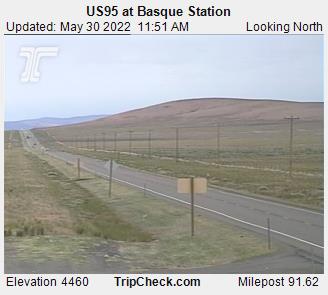 US95 at Basque Station
Updated: May 30 2022 11:51 AM Looking North
Elevation 4460 TripCheck.com Milepost 91.62